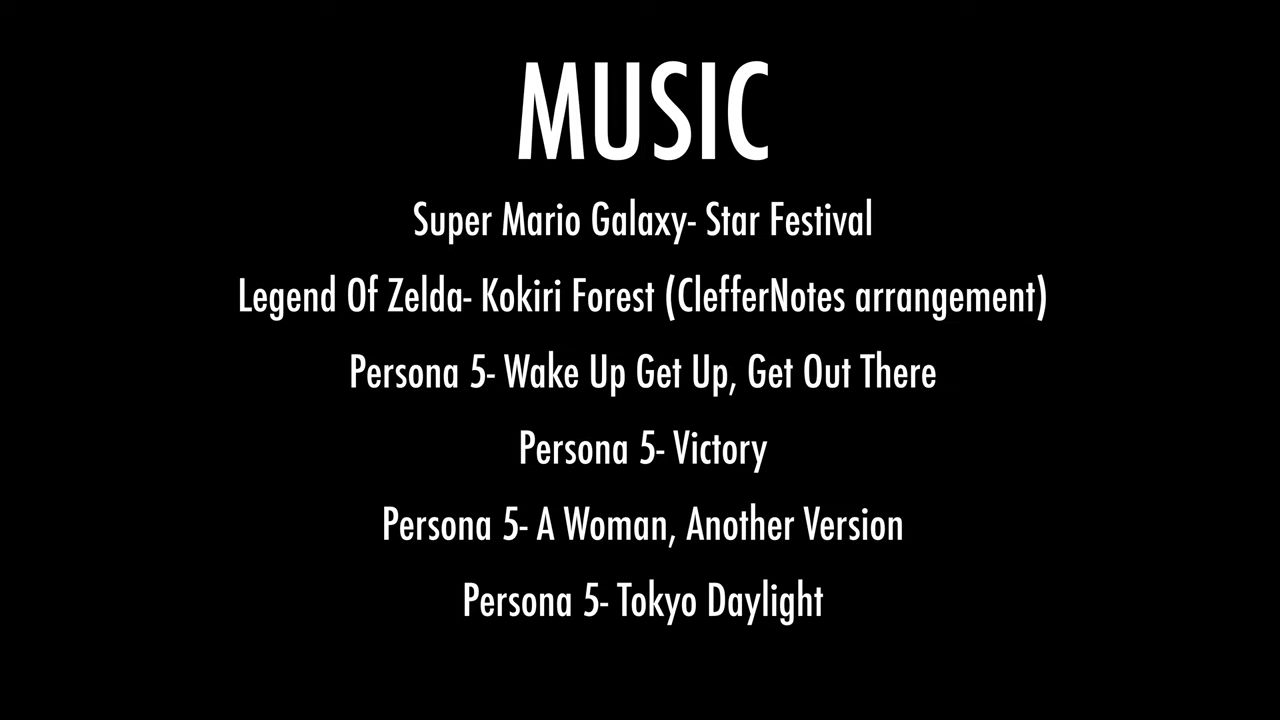 MUSIC
Super Mario Galaxy- Star Festival
Legend Of Zelda- Kokiri Forest (ClefferNotes arrangement)
Persona 5- Wake Up Get Up, Get Out There
Persona 5- Victory
Persona 5- A Woman, Another Version
Persona 5- Tokyo Daylight